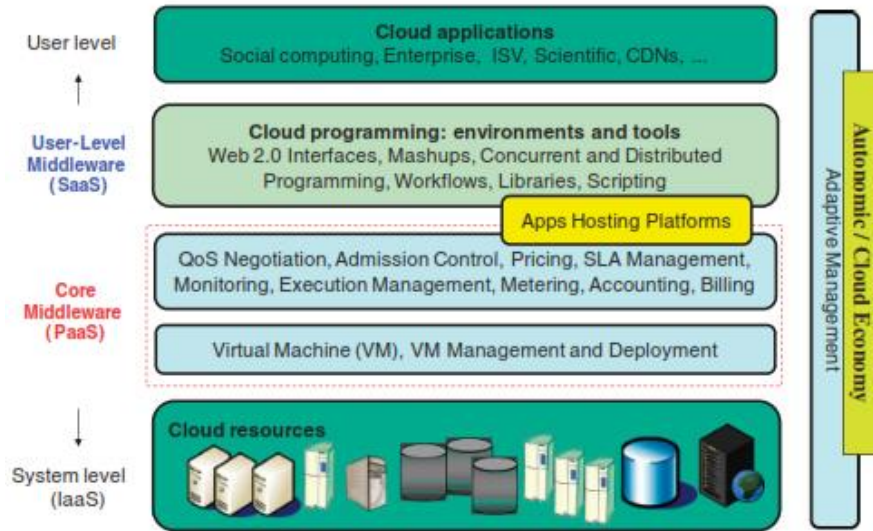 User level
Cloud applications
Social computing, Enterprise, ISV, Scientific, CDNs, ...
User-Level
Middleware
(SaaS)
Cloud programming: environments and tools
Web 2.0 Interfaces, Mashups, Concurrent and Distributed
Programming, Workflows, Libraries, Scripting
Apps Hosting Platforms
Core
Middleware
(PaaS)
QoS Negotiation, Admission Control, Pricing, SLA Management,
Monitoring, Execution Management, Metering, Accounting, Billing
Virtual Machine (VM), VM Management and Deployment
System level
(IaaS)
Cloud resources
Adaptive Management
Autonomic / Cloud Economy